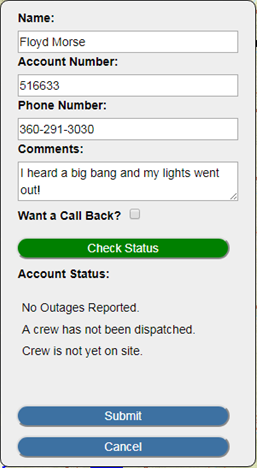 Name:
Floyd Morse
Account Number:
516633
Phone Number:
360-291-3030
Comments:
I heard a big bang and my lights went
out!
Want a Call Back?
Check Status
Account Status:
No Outages Reported.
A crew has not been dispatched.
Crew is not yet on site.
Submit
Cancel